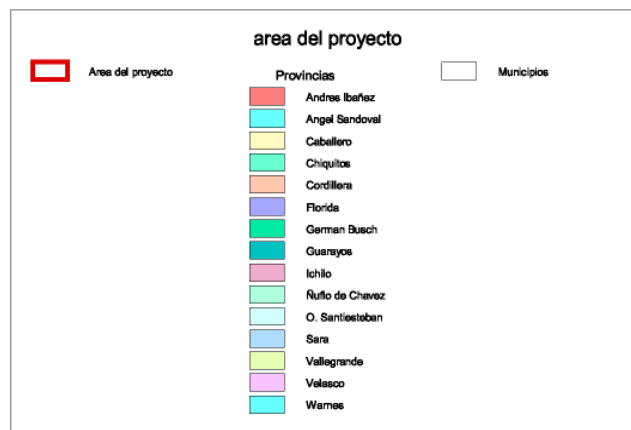 area del proyecto
Area del proyecto
Provincias
Municipios
Andres Ibañez
Angel Sandoval
Caballero
Chiquitos
Cordillera
Florida
German Busch
Guarayos
Ichilo
Ñuflo de Chavez
O. Santiesteban
Sara
Vallegrande
Velasco
Warnes